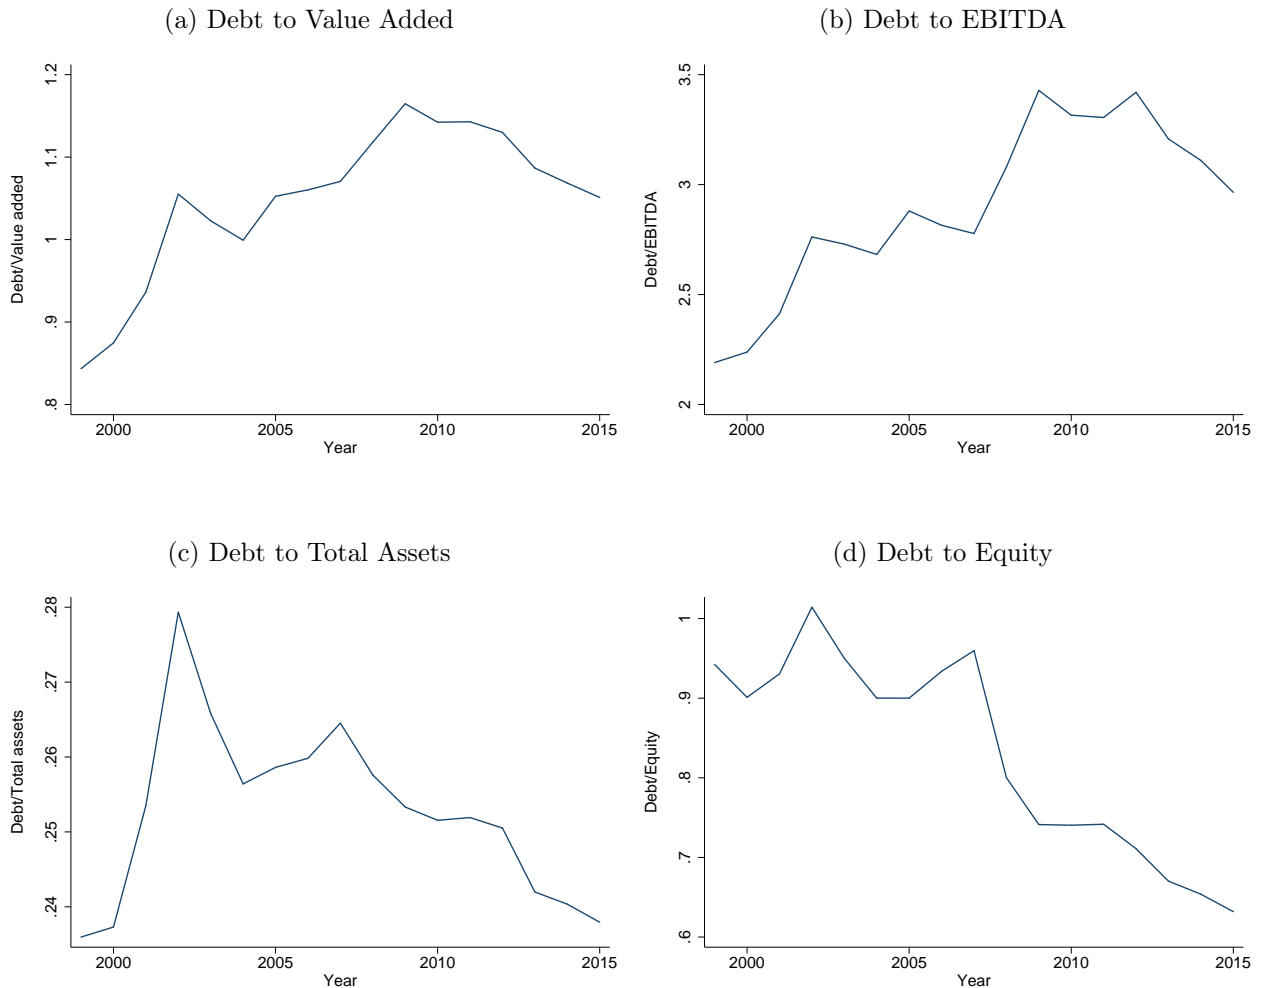 (a) Debt to Value Added
Debt/Value added
1.2
1.1
1
.9
.8
2000 2005 2010 2015
Year
(b) Debt to EBITDA
Debt/EBITDA
3.5
3
2.5
2
2000 2005 2010 2015
Year
(c) Debt to Total Assets
Debt/Total assets
.28
.27
.26
.25
.24
2000 2005 2010 2015
Year
(d) Debt to Equity
Debt/Equity
1
.9
.8
.7
.6
2000 2005 2010 2015
Year